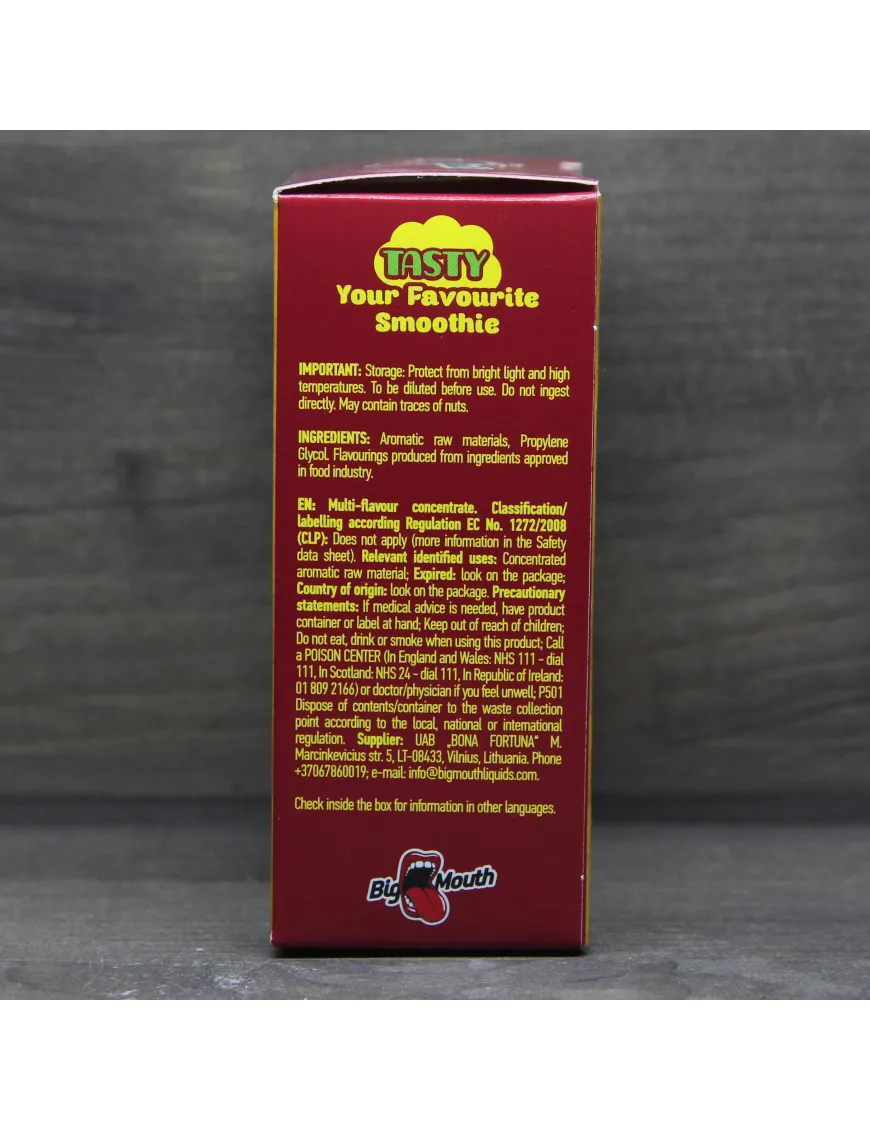 TASTY
Your Favourite
Smoothie
IMPORTANT: Storage: Protect from bright light and high
temperatures. To be diluted before use. Do not ingest
directly. May contain traces of nuts.
INGREDIENTS: Aromatic raw materials, Propylene
Glycol. Flavourings produced from ingredients approved
in food industry.
EN: Multi-flavour concentrate. Classification/
labelling according Regulation EC No. 1272/2008
(CLP): Does not apply (more information in the Safety
data sheet). Relevant identified uses: Concentrated
aromatic raw material; Expired: look on the package;
Country of origin: look on the package. Precautionary
statements: If medical advice is needed, have product
container or label at hand; Keep out of reach of children;
Do not eat, drink or smoke when using this product; Call
a POISON CENTER (In England and Wales: NHS 111 - dial
111, In Scotland: NHS 24 - dial 111, In Republic of Ireland:
01 809 2166) or doctor/physician if you feel unwell; P501
Dispose of contents/container to the waste collection
point according to the local, national or international
regulation. Supplier: UAB „BONA FORTUNA“ M.
Marcinkevicius str. 5, LT-08433, Vilnius, Lithuania. Phone
+37067860019; e-mail: info@bigmouthliquids.com.
Check inside the box for information in other languages.
Big Mouth